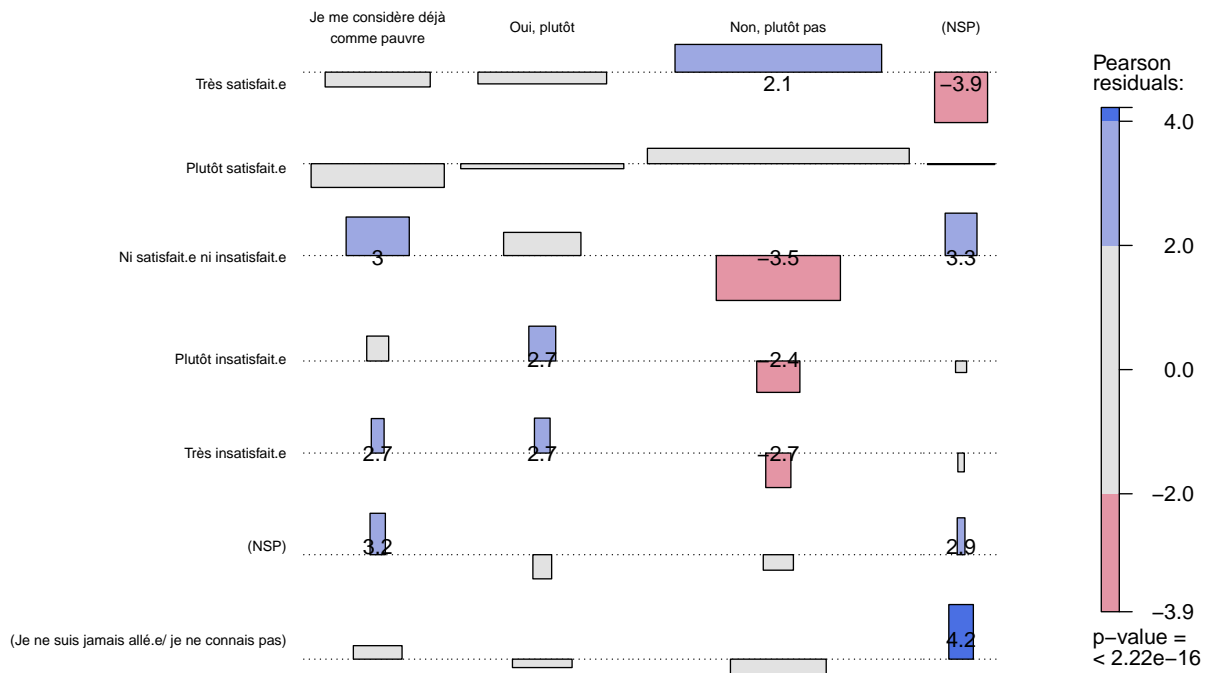 Je me considère déjà
comme pauvre
Oui, plutôt
Non, plutôt pas
(NSP)
Très satisfait.e
2.1
−3.9
Plutôt satisfait.e
Ni satisfait.e ni insatisfait.e
3
−3.5
3.3
Plutôt insatisfait.e
2.7
−2.4
Très insatisfait.e
2.7
2.7
−2.7
(NSP)
3.2
2.9
(Je ne suis jamais allé.e/ je ne connais pas)
4.2
Pearson
residuals:
4.0
2.0
0.0
−2.0
−3.9
p−value =
< 2.22e−16